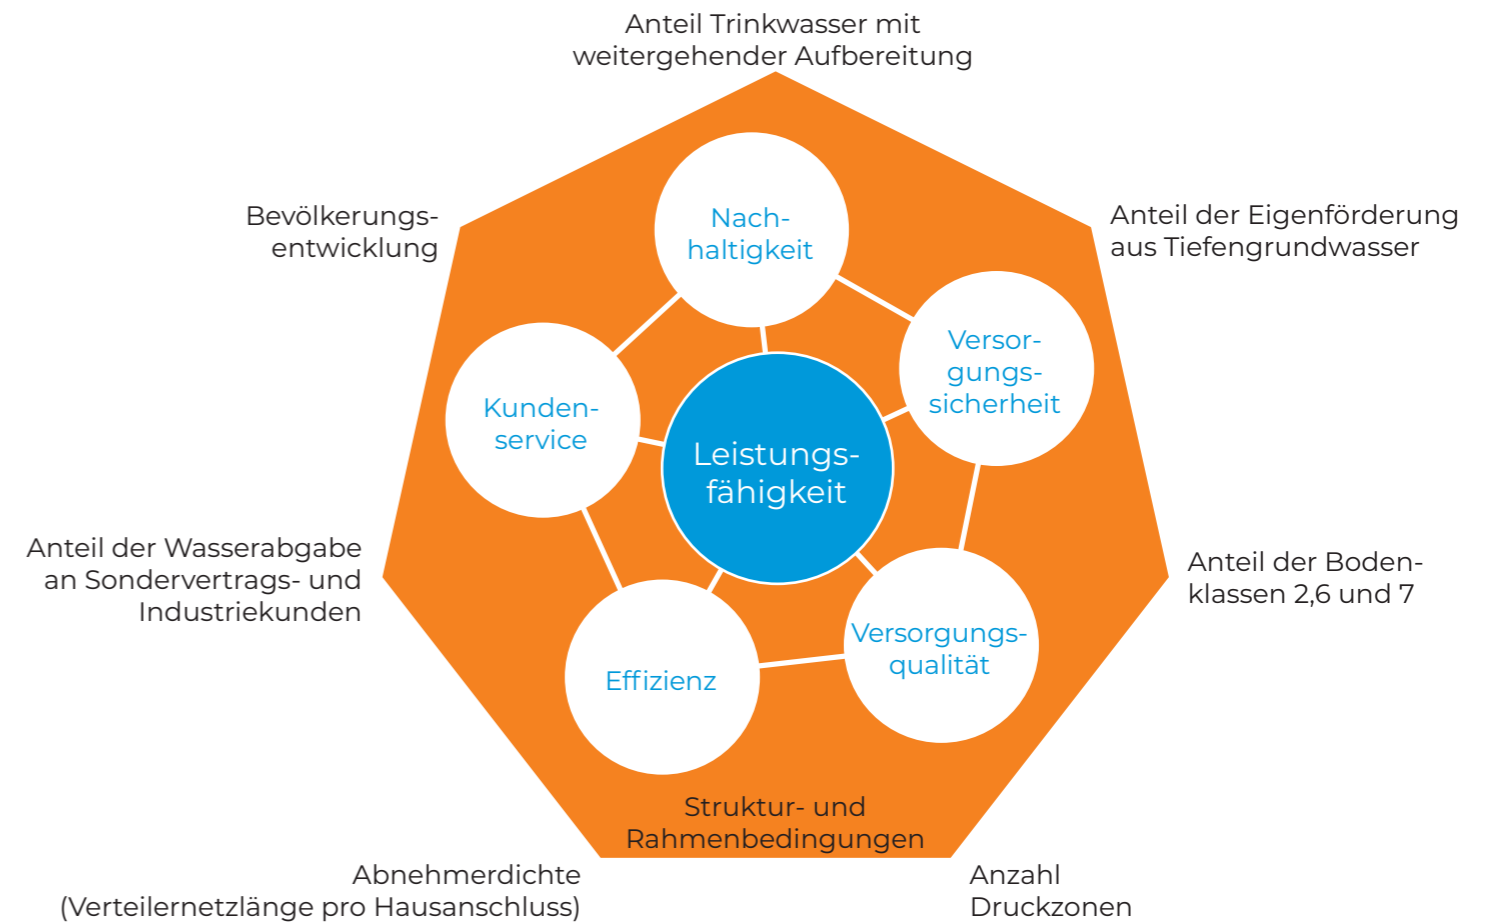 Anteil Trinkwasser mit
weitergehender Aufbereitung
Bevölkerungs-
entwicklung
Anteil der Eigenförderung
aus Tiefengrundwasser
Nach-
haltigkeit
Versor-
gungs-
sicherheit
Kunden-
service
Leistungs-
fähigkeit
Anteil der Wasserabgabe
an Sondervertrags- und
Industriekunden
Anteil der Boden-
klassen 2,6 und 7
Versorgungs-
qualität
Effizienz
Struktur- und
Rahmenbedingungen
Abnehmerdichte
(Verteilernetzlänge pro Hausanschluss)
Anzahl
Druckzonen